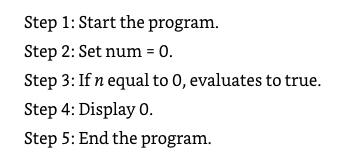 Step 1: Start the program.
Step 2: Set num = 0.
Step 3: If n equal to 0, evaluates to true.
Step 4: Display 0.
Step 5: End the program.